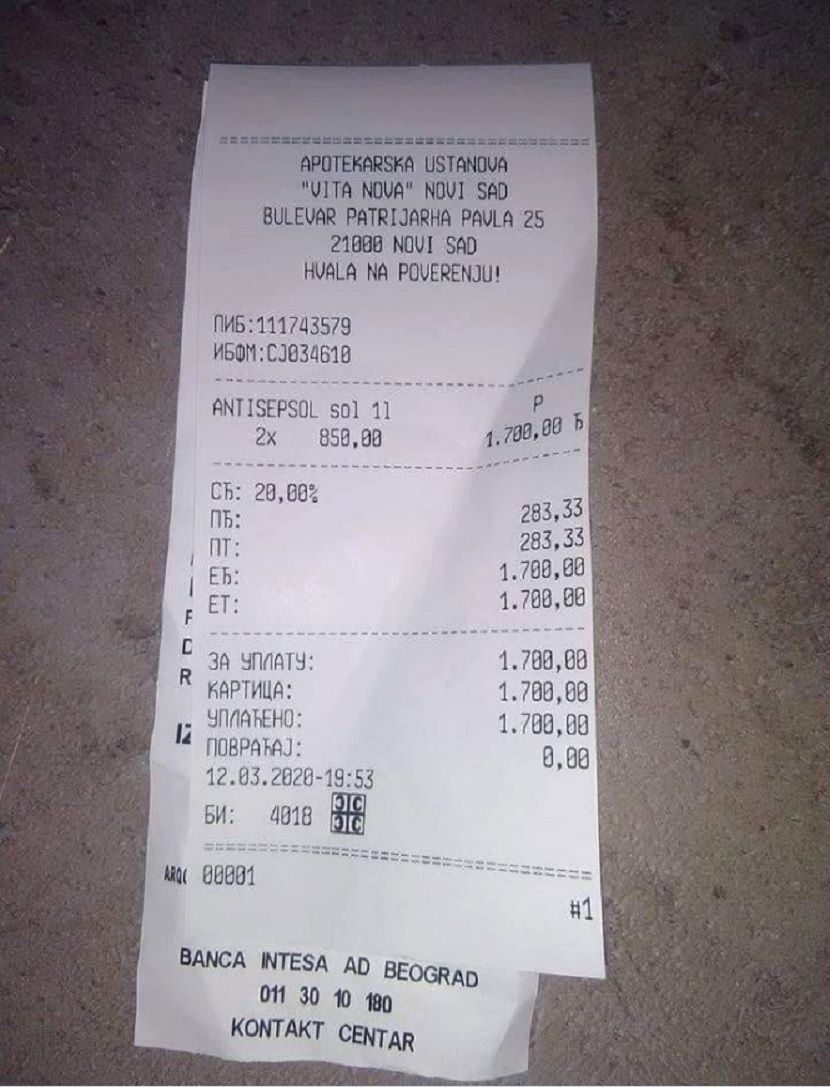 APOTEKARSKA USTANOVA
"VITA NOVA" NOVI SAD
BULEVAR PATRIJARHA PAVLA 25
21000 NOVI SAD
HVALA NA POVERENJU!
ПИБ:111743579
ИБФМ:CJ034610
ANTISEPSOL sol 1l P
2x 850,00 1.700,00 Ђ
СЂ: 20,00%
ПЂ: 283,33
ПТ: 283,33
ЕЂ: 1.700,00
ЕТ: 1.700,00
ЗА УПЛАТУ: 1.700,00
КАРТИЦА: 1.700,00
УПЛАЋЕНО: 1.700,00
ПОВРАЋАЈ: 0,00
12.03.2020-19:53
БИ: 4018
00001
#1
BANCA INTESA AD BEOGRAD
011 30 10 180
KONTAKT CENTAR